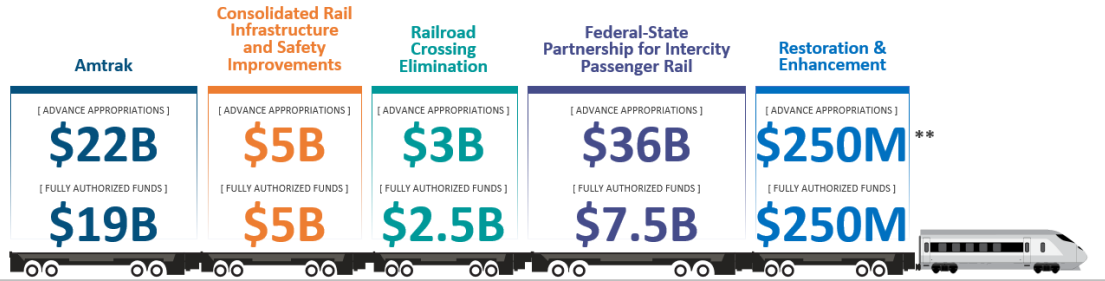 Amtrak
[ ADVANCE APPROPRIATIONS ]
$22B
[ FULLY AUTHORIZED FUNDS ]
$19B
Consolidated Rail
Infrastructure
and Safety
Improvements
[ ADVANCE APPROPRIATIONS ]
$5B
[ FULLY AUTHORIZED FUNDS ]
$5B
Railroad
Crossing
Elimination
[ ADVANCE APPROPRIATIONS ]
$3B
[ FULLY AUTHORIZED FUNDS ]
$2.5B
Federal-State
Partnership for Intercity
Passenger Rail
[ ADVANCE APPROPRIATIONS ]
$36B
[ FULLY AUTHORIZED FUNDS ]
$7.5B
Restoration &
Enhancement
[ ADVANCE APPROPRIATIONS ]
$250M **
[ FULLY AUTHORIZED FUNDS ]
$250M